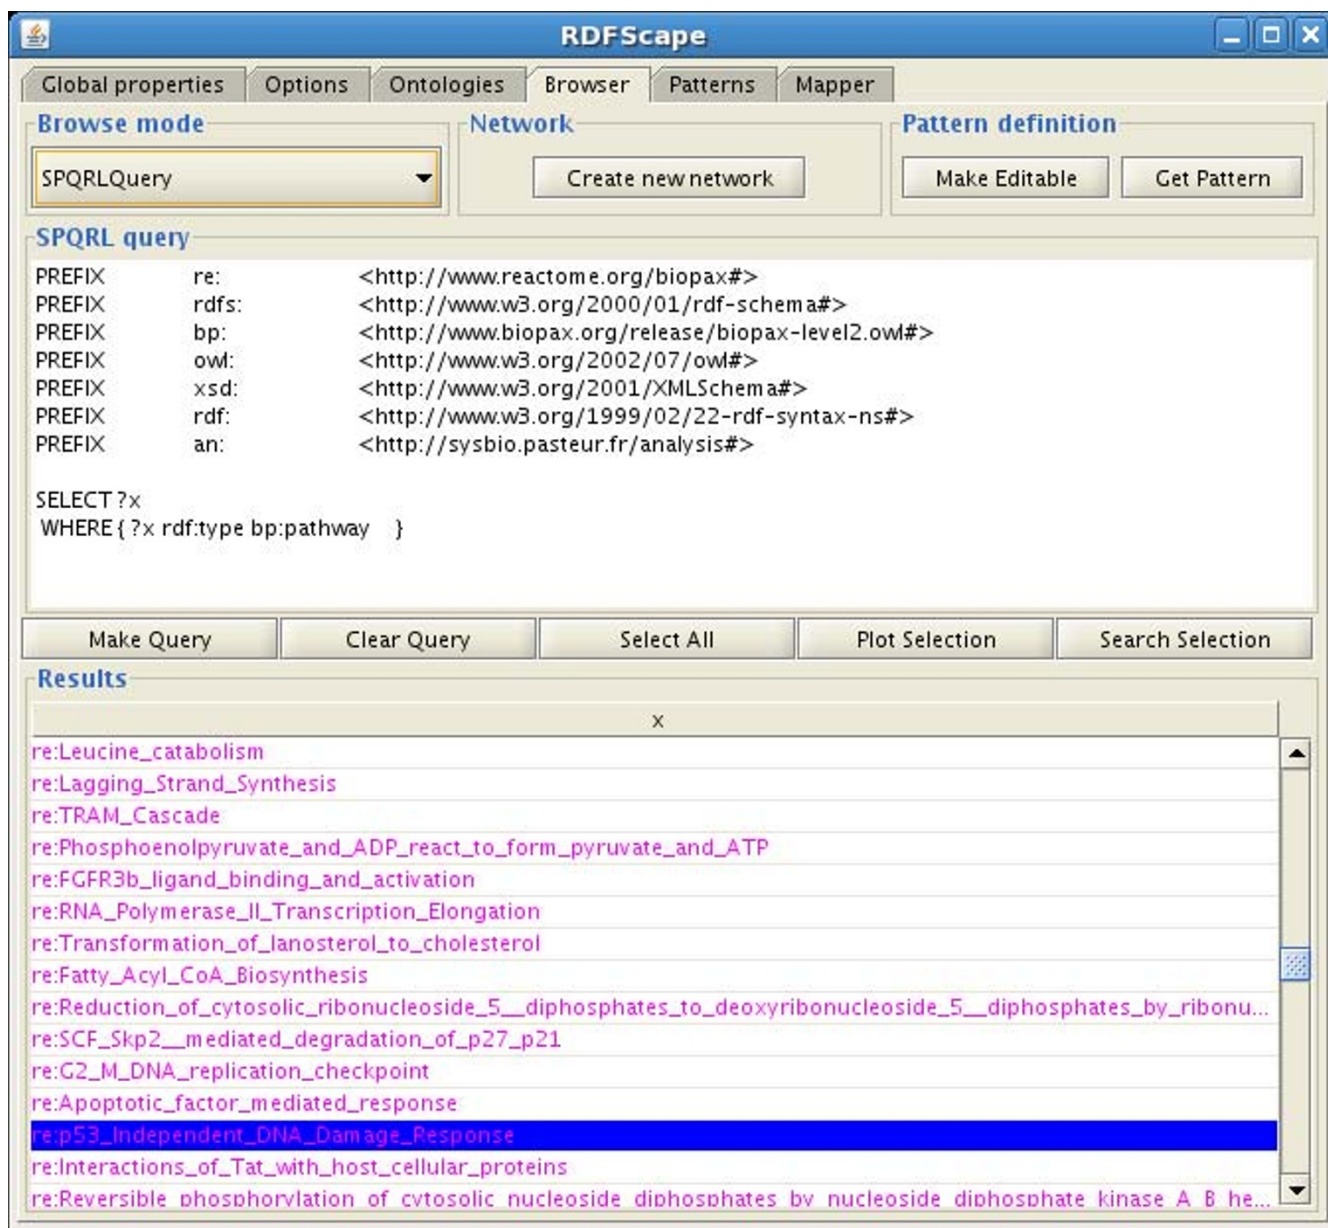 RDFScape
Global properties Options Ontologies Browser Patterns Mapper
Browse mode Network Pattern definition
SPQRLQuery Create new network Make Editable Get Pattern
SPQRL query
PREFIX re: <http://www.reactome.org/biopax#>
PREFIX rdfs: <http://www.w3.org/2000/01/rdf-schema#>
PREFIX bp: <http://www.biopax.org/release/biopax-level2.owl#>
PREFIX owl: <http://www.w3.org/2002/07/owl#>
PREFIX xsd: <http://www.w3.org/2001/XMLSchema#>
PREFIX rdf: <http://www.w3.org/1999/02/22-rdf-syntax-ns#>
PREFIX an: <http://sysbio.pasteur.fr/analysis#>
SELECT ?x
WHERE { ?x rdf:type bp:pathway }
Make Query Clear Query Select All Plot Selection Search Selection
Results
x
re:Leucine_catabolism
re:Lagging_Strand_Synthesis
re:TRAM_Cascade
re:Phosphoenolpyruvate_and_ADP_react_to_form_pyruvate_and_ATP
re:FGFR3b_ligand_binding_and_activation
re:RNA_Polymerase_II_Transcription_Elongation
re:Transformation_of_lanosterol_to_cholesterol
re:Fatty_Acyl_CoA_Biosynthesis
re:Reduction_of_cytosolic_ribonucleoside_5__diphosphates_to_deoxyribonucleoside_5__diphosphates_by_ribonu...
re:SCF_Skp2__mediated_degradation_of_p27_p21
re:G2_M_DNA_replication_checkpoint
re:Apoptotic_factor_mediated_response
re:p53_Independent_DNA_Damage_Response
re:Interactions_of_Tat_with_host_cellular_proteins
re:Reversible_phosphorylation_of_cytosolic_nucleoside_diphosphates_by_nucleoside_diphosphate_kinase_A_B_he...